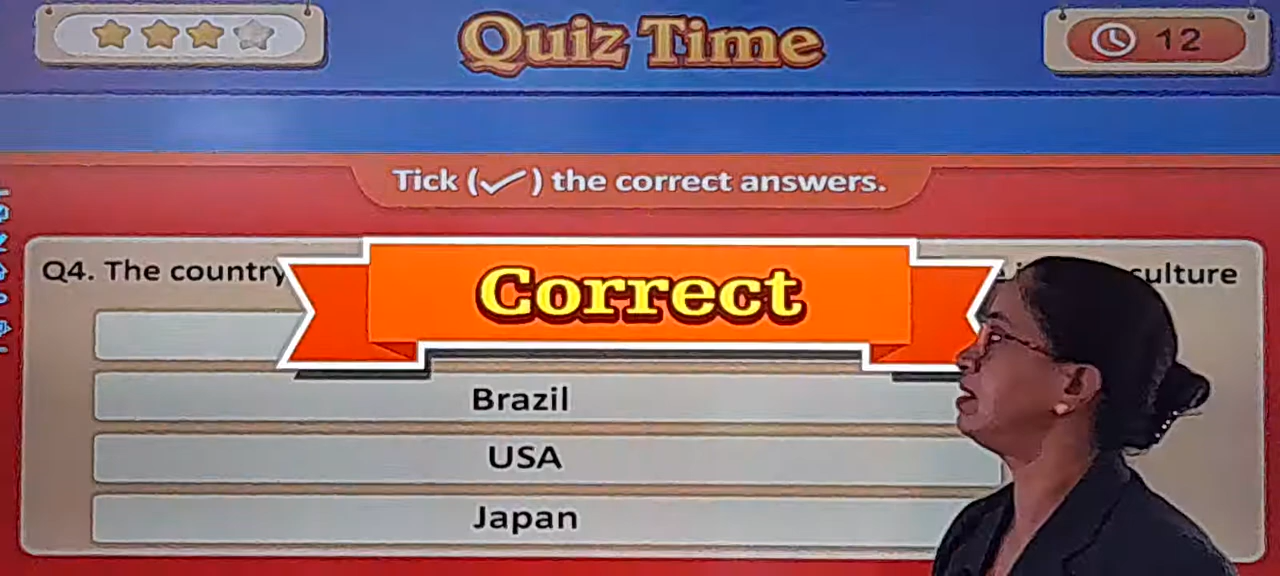 Quiz Time
12
Tick (✓) the correct answers.
Q4. The country
culture
Correct
Brazil
USA
Japan